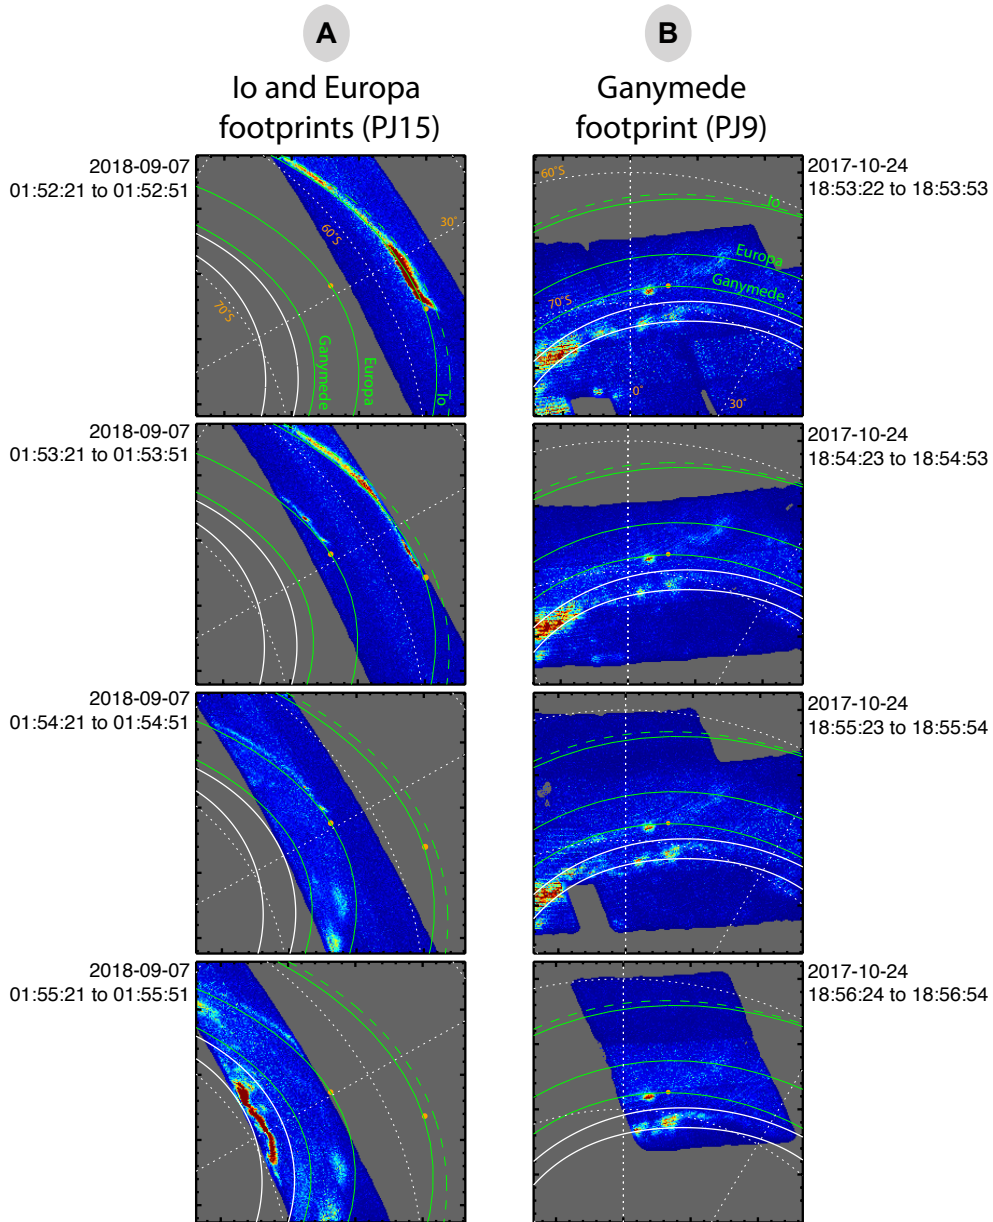 A
B
Io and Europa
footprints (PJ15)
Ganymede
footprint (PJ9)
2018-09-07
01:52:21 to 01:52:51
60°S
30°
70°S
Ganymede
Europa
Io
2017-10-24
18:53:22 to 18:53:53
60°S
Io
Europa
Ganymede
70°S
0°
30°
2018-09-07
01:53:21 to 01:53:51
2017-10-24
18:54:23 to 18:54:53
2018-09-07
01:54:21 to 01:54:51
2017-10-24
18:55:23 to 18:55:54
2018-09-07
01:55:21 to 01:55:51
2017-10-24
18:56:24 to 18:56:54